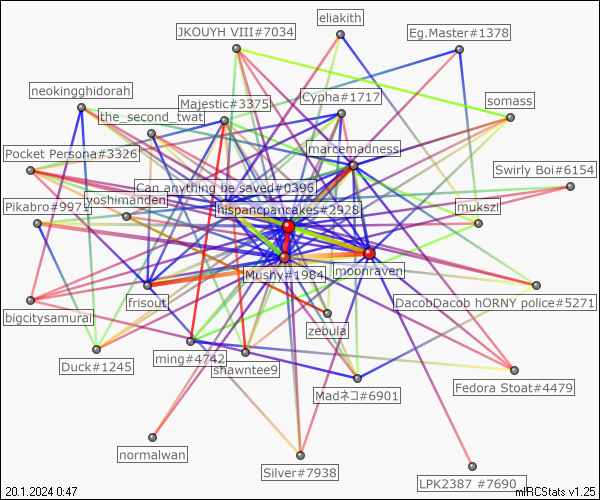 eliakith
JKOUYH VIII#7034
Eg.Master#1378
neokingghidorah
Majestic#3375
Cypha#1717
somass
the_second_twat
marcemadness
Pocket Persona#3326
Swirly Boi#6154
Can anything be saved#0396
yoshimanden
Pikabro#9971
hispancpancakes#2928
mukszi
Mushy#1984
moonraven
frisout
DacobDacob hORNY police#5271
bigcitysamurai
zebula
ming#4742
shawntee9
Duck#1245
Madネコ#6901
Fedora Stoat#4479
normalwan
Silver#7938
LPK2387 #7690
20.1.2024 0:47
mIRCStats v1.25